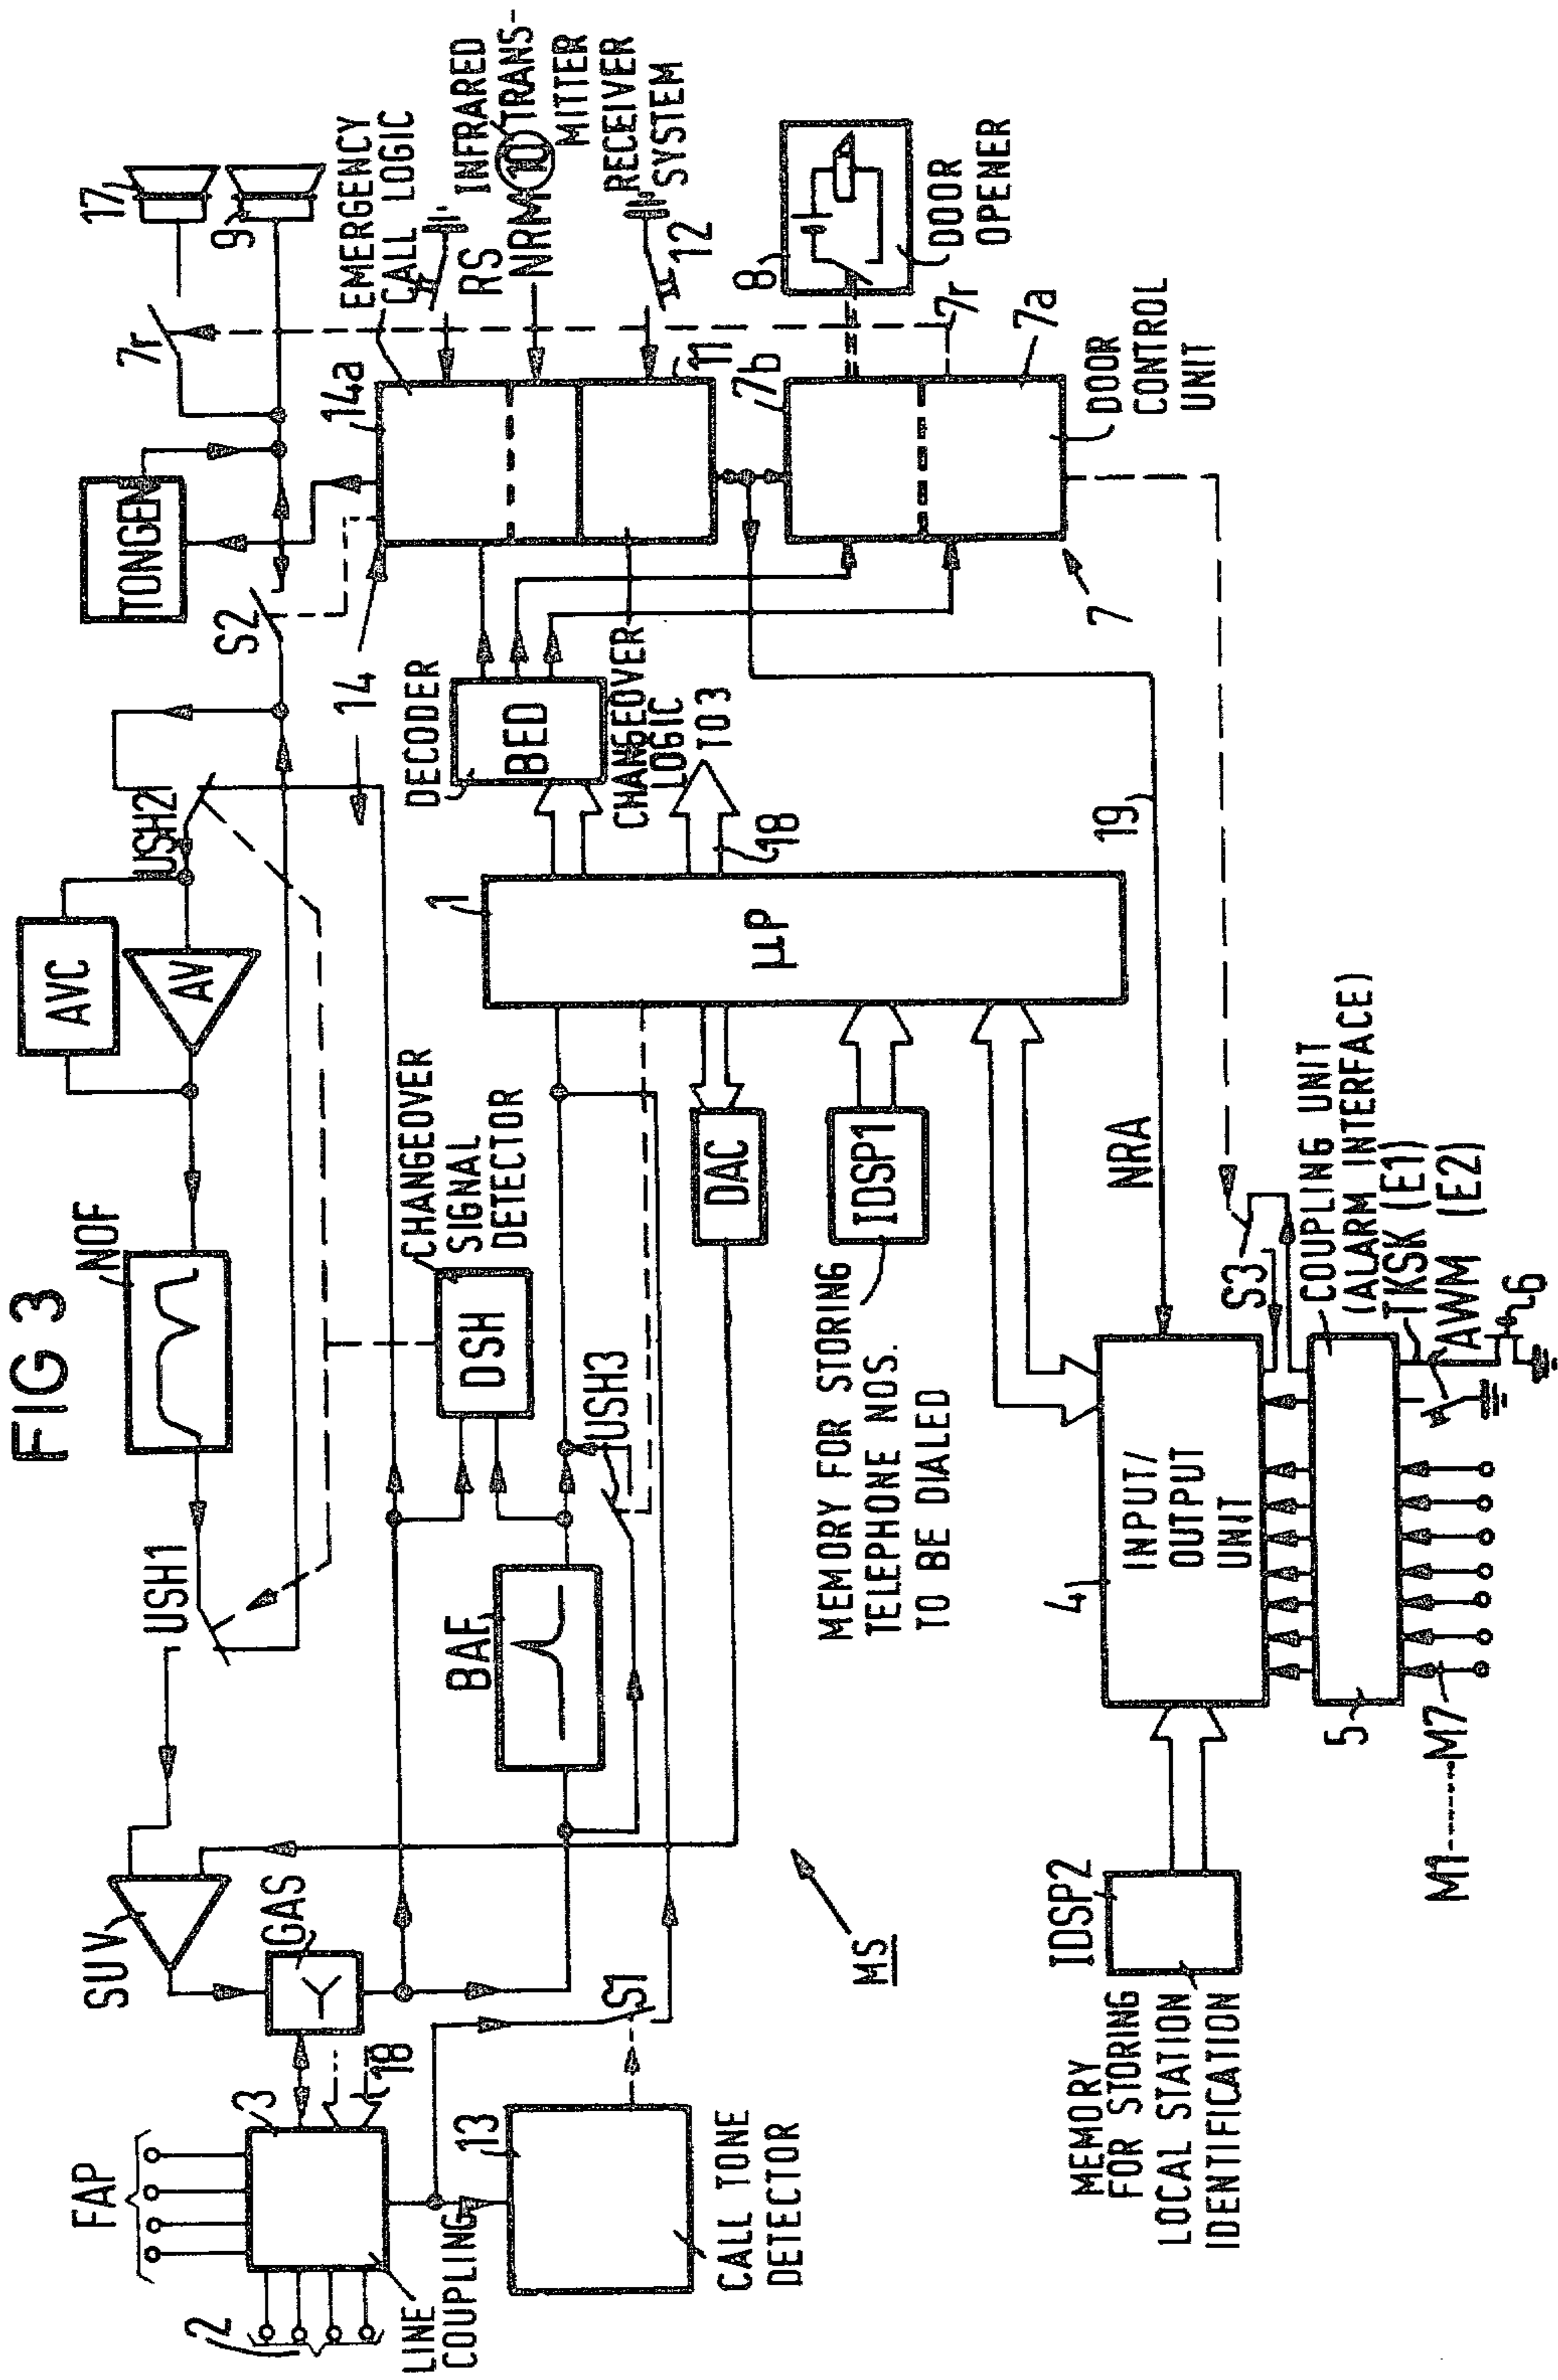 FIG 3
FAP
2
3
LINE
COUPLING
18
GAS
SUV
13
CALL TONE
DETECTOR
S1
USH1
NOF
AVC
AV
USH2
S2
TONGEN
7r
17
9
BAF
USH3
DSH
CHANGEOVER
SIGNAL
DETECTOR
DAC
IDSP1
MEMORY FOR STORING
TELEPHONE NOS.
TO BE DIALED
1
µP
DECODER
BED
CHANGEOVER
LOGIC
TO 3
18
14
14a
EMERGENCY
CALL LOGIC
RS
NRM
10
INFRARED
TRANS-
MITTER
RECEIVER
SYSTEM
12
11
7b
8
DOOR
OPENER
7r
7a
DOOR
CONTROL
UNIT
7
19
NRA
MS
IDSP2
MEMORY
FOR STORING
LOCAL STATION
IDENTIFICATION
4
INPUT/
OUTPUT
UNIT
S3
5
COUPLING UNIT
(ALARM INTERFACE)
TKSK (E1)
AWM (E2)
6
M1------M7